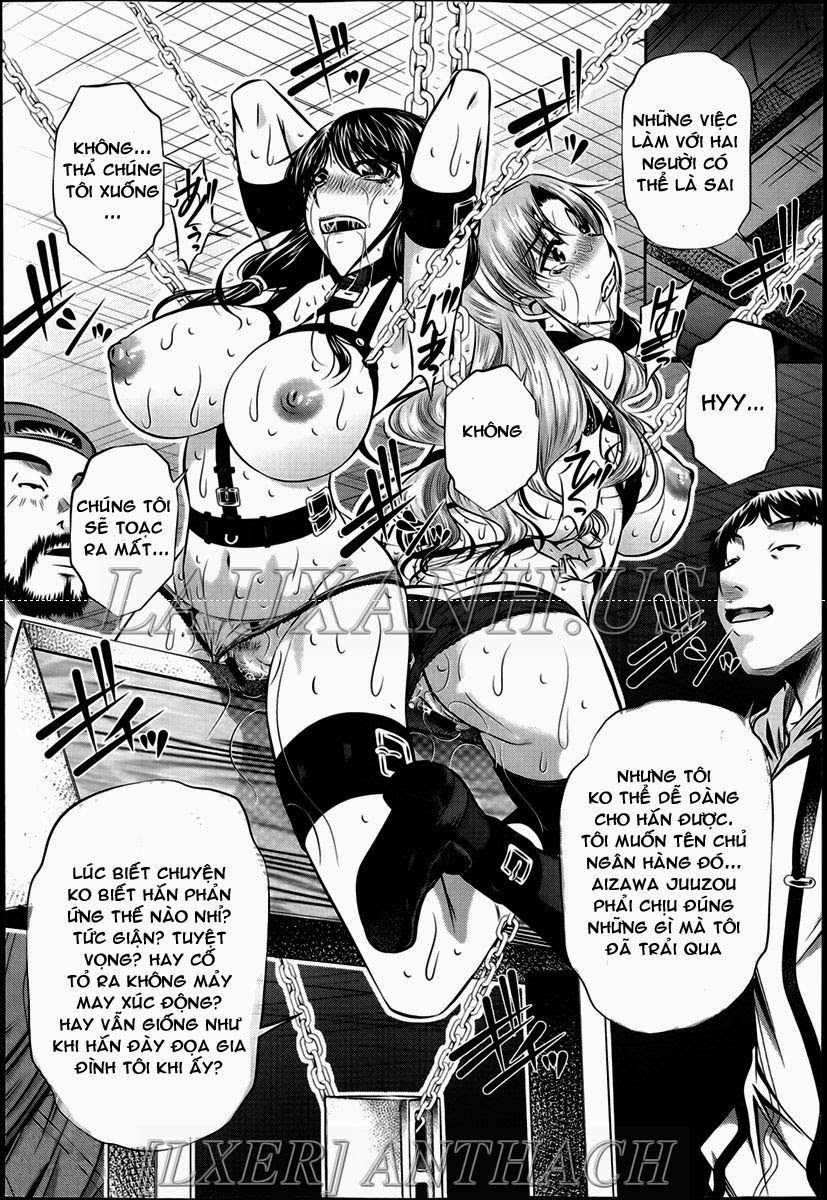 NHỮNG VIỆC
LÀM VỚI HAI
NGƯỜI CÓ
THỂ LÀ SAI
KHÔNG...
THẢ CHÚNG
TÔI XUỐNG
...
HYY...
KHÔNG
CHÚNG TÔI
SẼ TOẠC
RA MẤT...
LAUXANH.US
NHƯNG TÔI
KO THỂ DỄ DÀNG
CHO HẮN ĐƯỢC.
TÔI MUỐN TÊN CHỦ
NGÂN HÀNG ĐÓ...
AIZAWA JUUZOU
PHẢI CHỊU ĐÚNG
NHỮNG GÌ MÀ TÔI
ĐÃ TRẢI QUA
LÚC BIẾT CHUYỆN
KO BIẾT HẮN PHẢN
ỨNG THẾ NÀO NHỈ?
TỨC GIẬN? TUYỆT
VỌNG? HAY CỐ
TỎ RA KHÔNG MẢY
MAY XÚC ĐỘNG?
HAY VẪN GIỐNG NHƯ
KHI HẮN ĐÀY ĐỌA GIA
ĐÌNH TÔI KHI ẤY?
[LXER] ANTHACH